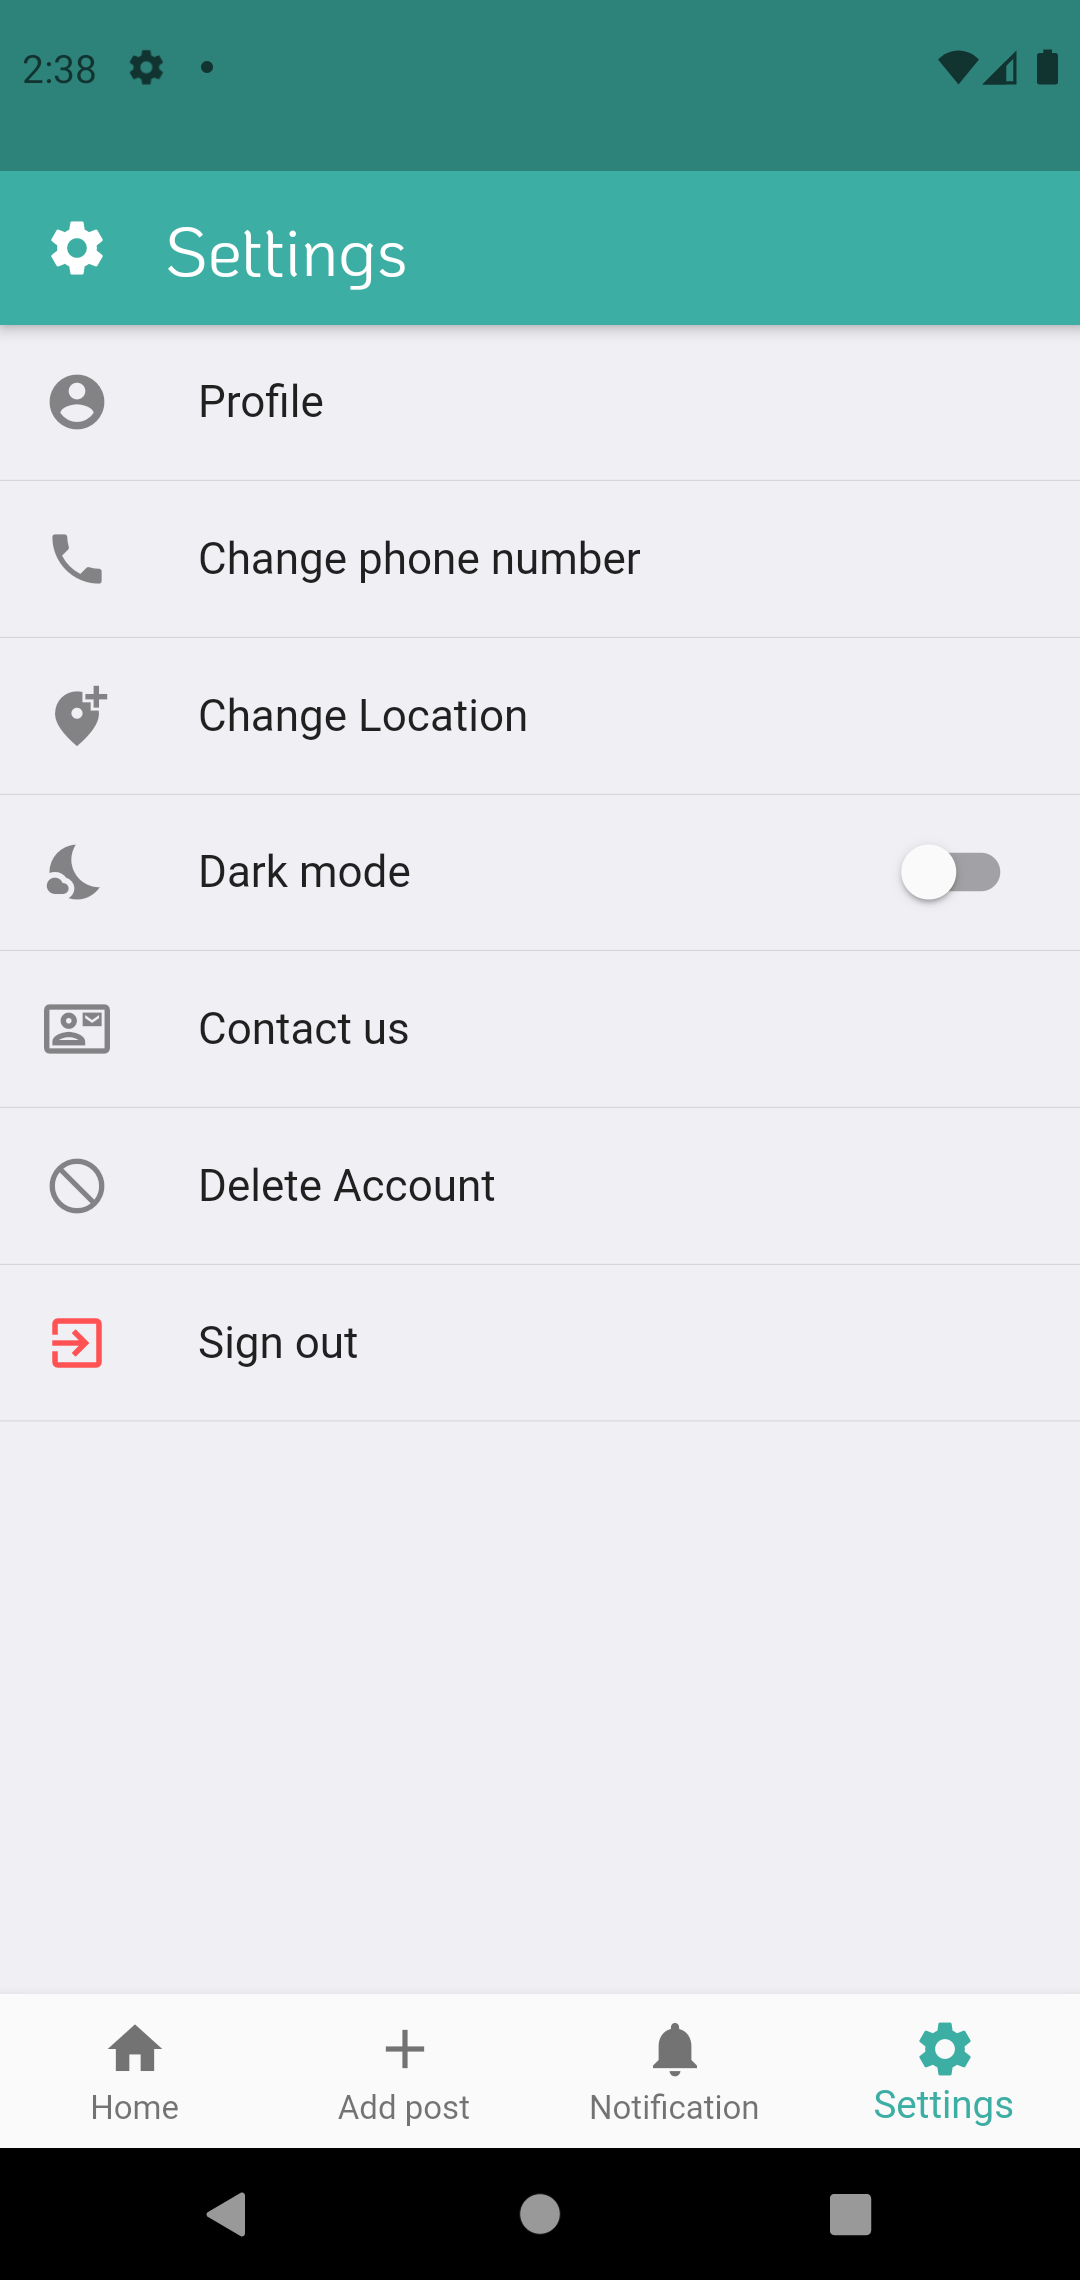 2:38
Settings
Profile
Change phone number
Change Location
Dark mode
Contact us
Delete Account
Sign out
Home
Add post
Notification
Settings